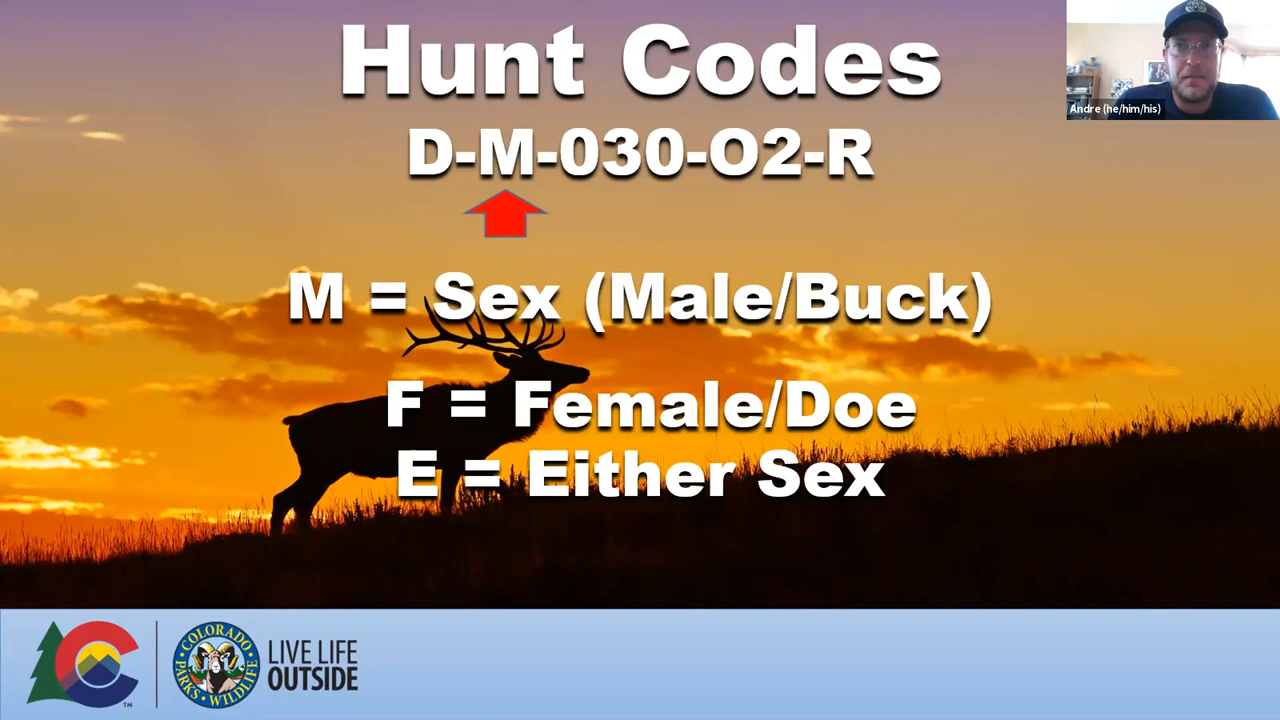 Hunt Codes
D-M-030-O2-R
M = Sex (Male/Buck)
F = Female/Doe
E = Either Sex
Andre (he/him/his)
C
TM
COLORADO
PARKS • WILDLIFE
LIVE LIFE
OUTSIDE